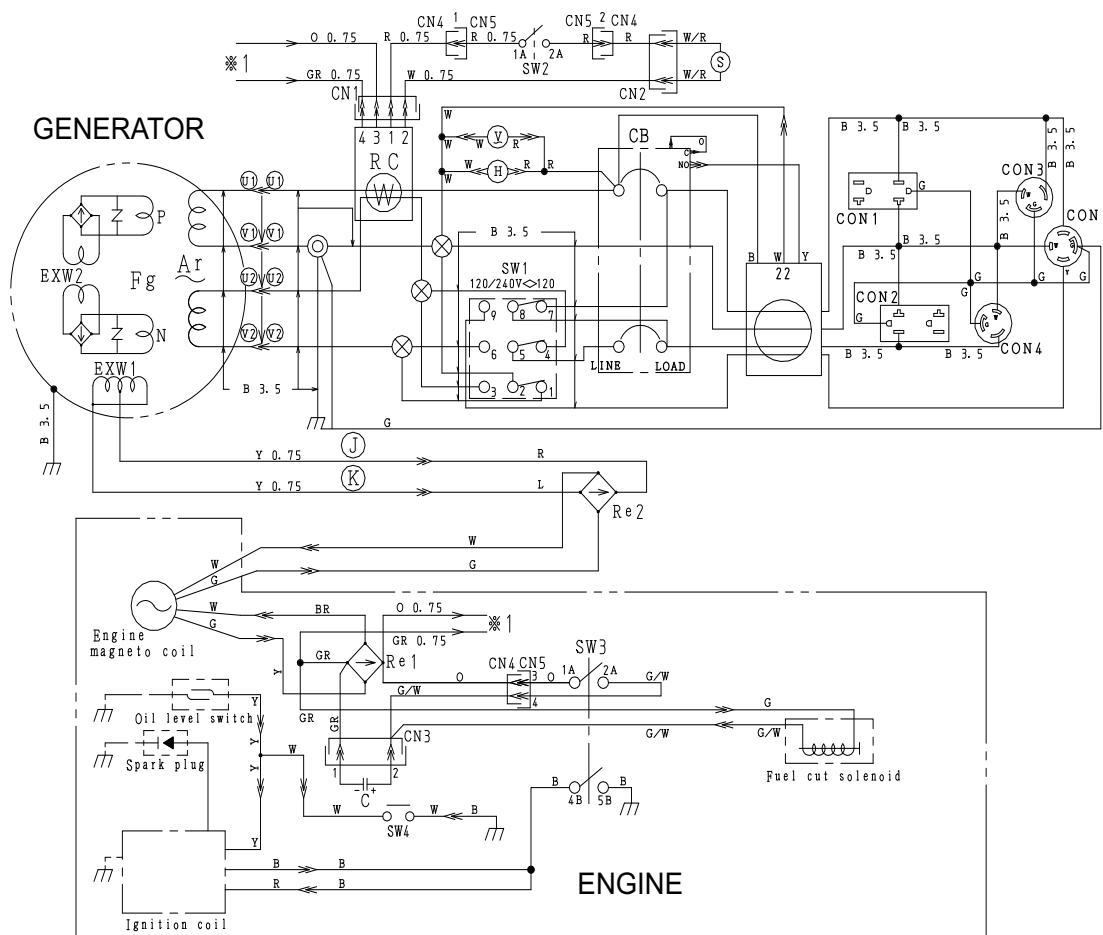 CN4 1 CN5 CN5 2 CN4
O 0.75 R 0.75 R 0.75 R R W/R
1A 2A
SW2
S
※1
GR 0.75 W 0.75 W/R
CN1 CN2
4 3 1 2
RC
W
GENERATOR
W
W V R
W H R R
W
CB
O
C
NO
B 3.5 B 3.5
B 3.5
CON3
W
G
CON1
G
B 3.5
CON
W
G
Y
B 3.5 B 3.5
U1 U1
V1 V1
U2 U2
V2 V2
P
EXW2
Fg Ar
N
EXW1
B 3.5
B 3.5
SW1
120/240V<>120
9 8 7
6 5 4
3 2 1
LINE LOAD
B W Y
22
CON2
G G G G
W
G
CON4
B 3.5 B 3.5
B 3.5
G
J
Y 0.75 R
K
Y 0.75 L
Re2
W
W
G
G
W
G
BR
Y
Engine
magneto coil
O 0.75
※1
GR 0.75
GR
Re1
SW3
CN4 CN5
O 3 O 1A 2A
G/W 4 G/W
GR
GR
G
G/W G/W
Fuel cut solenoid
Oil level switch
Y
Y
Y
W
Spark plug
CN3
1 2
- +
C
W W B
SW4
B B
4B 5B
Y
B B
R B
Ignition coil
ENGINE